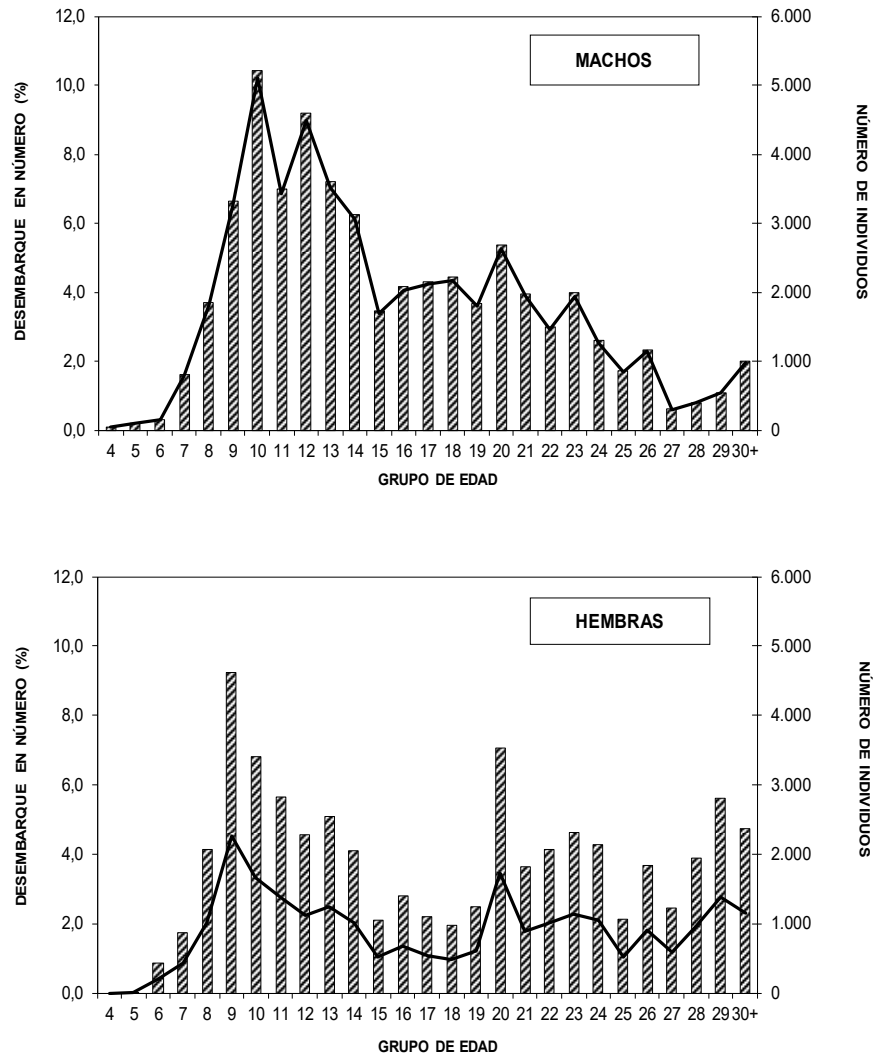 MACHOS
DESEMBARQUE EN NÚMERO (%)
12,0
10,0
8,0
6,0
4,0
2,0
0,0
6.000
5.000
4.000
3.000
2.000
1.000
0
NÚMERO DE INDIVIDUOS
4 5 6 7 8 9 10 11 12 13 14 15 16 17 18 19 20 21 22 23 24 25 26 27 28 29 30+
GRUPO DE EDAD
HEMBRAS
DESEMBARQUE EN NÚMERO (%)
12,0
10,0
8,0
6,0
4,0
2,0
0,0
6.000
5.000
4.000
3.000
2.000
1.000
0
NÚMERO DE INDIVIDUOS
4 5 6 7 8 9 10 11 12 13 14 15 16 17 18 19 20 21 22 23 24 25 26 27 28 29 30+
GRUPO DE EDAD